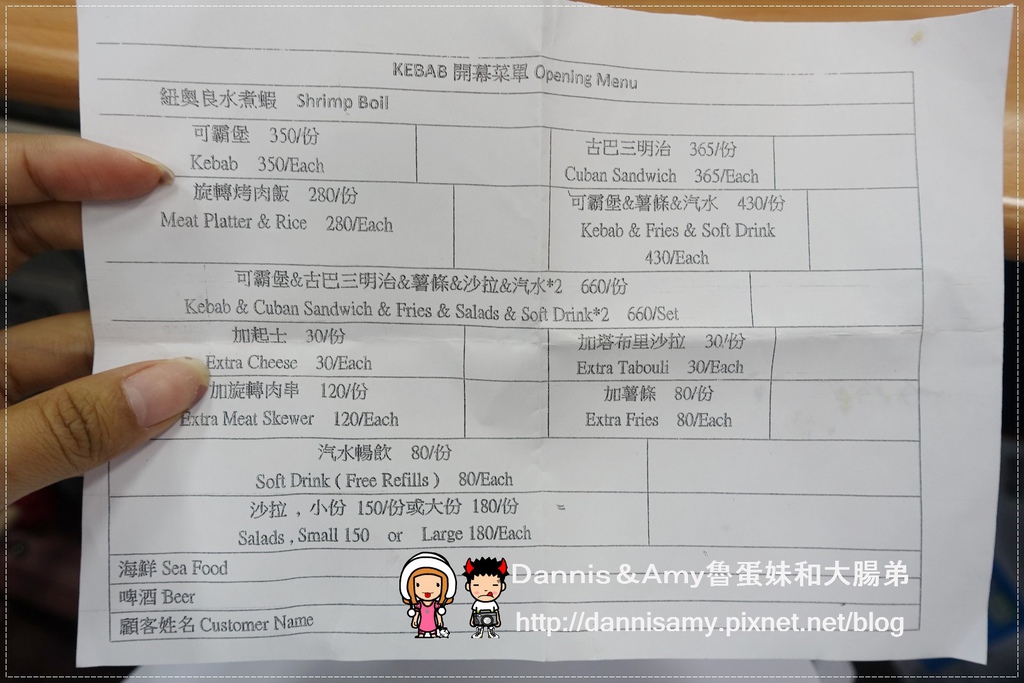 KEBAB 開幕菜單 Opening Menu
紐奧良水煮蝦 Shrimp Boil
可霸堡 350/份
Kebab 350/Each
古巴三明治 365/份
Cuban Sandwich 365/Each
旋轉烤肉飯 280/份
Meat Platter & Rice 280/Each
可霸堡&薯條&汽水 430/份
Kebab & Fries & Soft Drink
430/Each
可霸堡&古巴三明治&薯條&沙拉&汽水*2 660/份
Kebab & Cuban Sandwich & Fries & Salads & Soft Drink*2 660/Set
加起士 30/份
Extra Cheese 30/Each
加塔布里沙拉 30/份
Extra Tabouli 30/Each
加旋轉肉串 120/份
Extra Meat Skewer 120/Each
加薯條 80/份
Extra Fries 80/Each
汽水暢飲 80/份
Soft Drink ( Free Refills ) 80/Each
沙拉，小份 150/份或大份 180/份
Salads , Small 150 or Large 180/Each
海鮮 Sea Food
啤酒 Beer
顧客姓名 Customer Name
Dannis＆Amy魯蛋妹和大腸弟
http://dannisamy.pixnet.net/blog